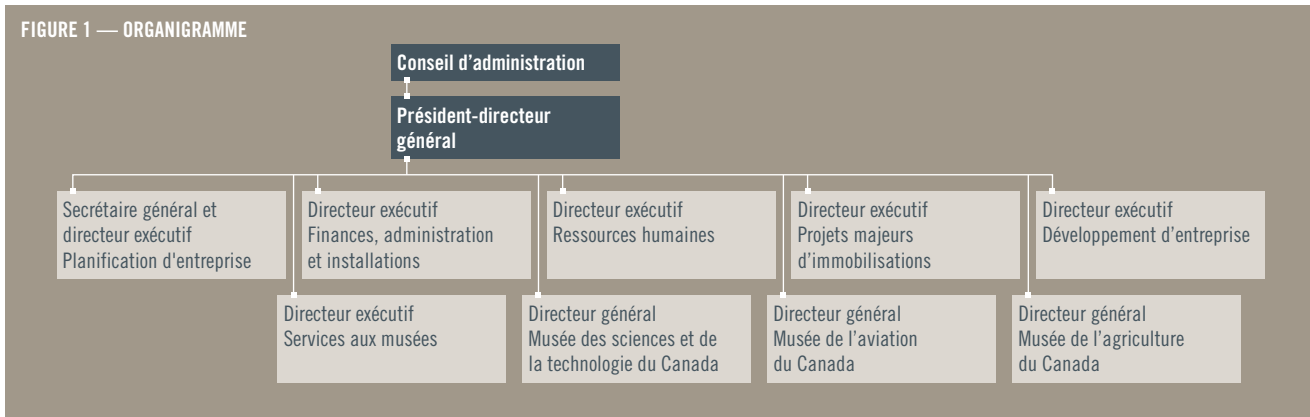 FIGURE 1 — ORGANIGRAMME
Conseil d’administration
Président-directeur
général
Secrétaire général et
directeur exécutif
Planification d'entreprise
Directeur exécutif
Finances, administration
et installations
Directeur exécutif
Ressources humaines
Directeur exécutif
Projets majeurs
d’immobilisations
Directeur exécutif
Développement d’entreprise
Directeur exécutif
Services aux musées
Directeur général
Musée des sciences et de
la technologie du Canada
Directeur général
Musée de l’aviation
du Canada
Directeur général
Musée de l’agriculture
du Canada